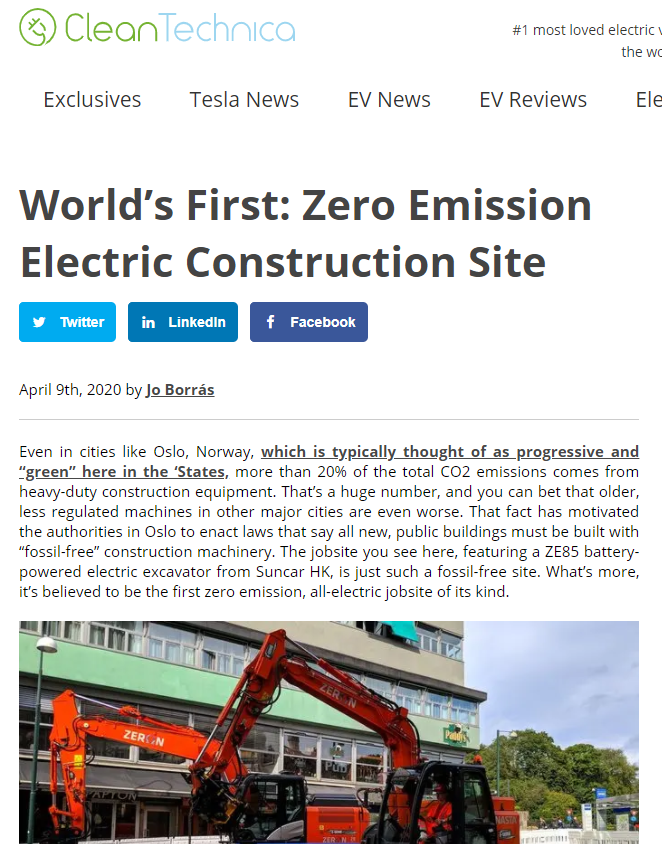 CleanTechnica
#1 most loved electric v
the wo
Exclusives Tesla News EV News EV Reviews Ele
World’s First: Zero Emission
Electric Construction Site
Twitter LinkedIn Facebook
April 9th, 2020 by Jo Borrás
Even in cities like Oslo, Norway, which is typically thought of as progressive and
“green” here in the ‘States, more than 20% of the total CO2 emissions comes from
heavy-duty construction equipment. That’s a huge number, and you can bet that older,
less regulated machines in other major cities are even worse. That fact has motivated
the authorities in Oslo to enact laws that say all new, public buildings must be built with
“fossil-free” construction machinery. The jobsite you see here, featuring a ZE85 battery-
powered electric excavator from Suncar HK, is just such a fossil-free site. What’s more,
it’s believed to be the first zero emission, all-electric jobsite of its kind.
ZERON
Paddy's
ZERON
Pub
ZERON
NASTA